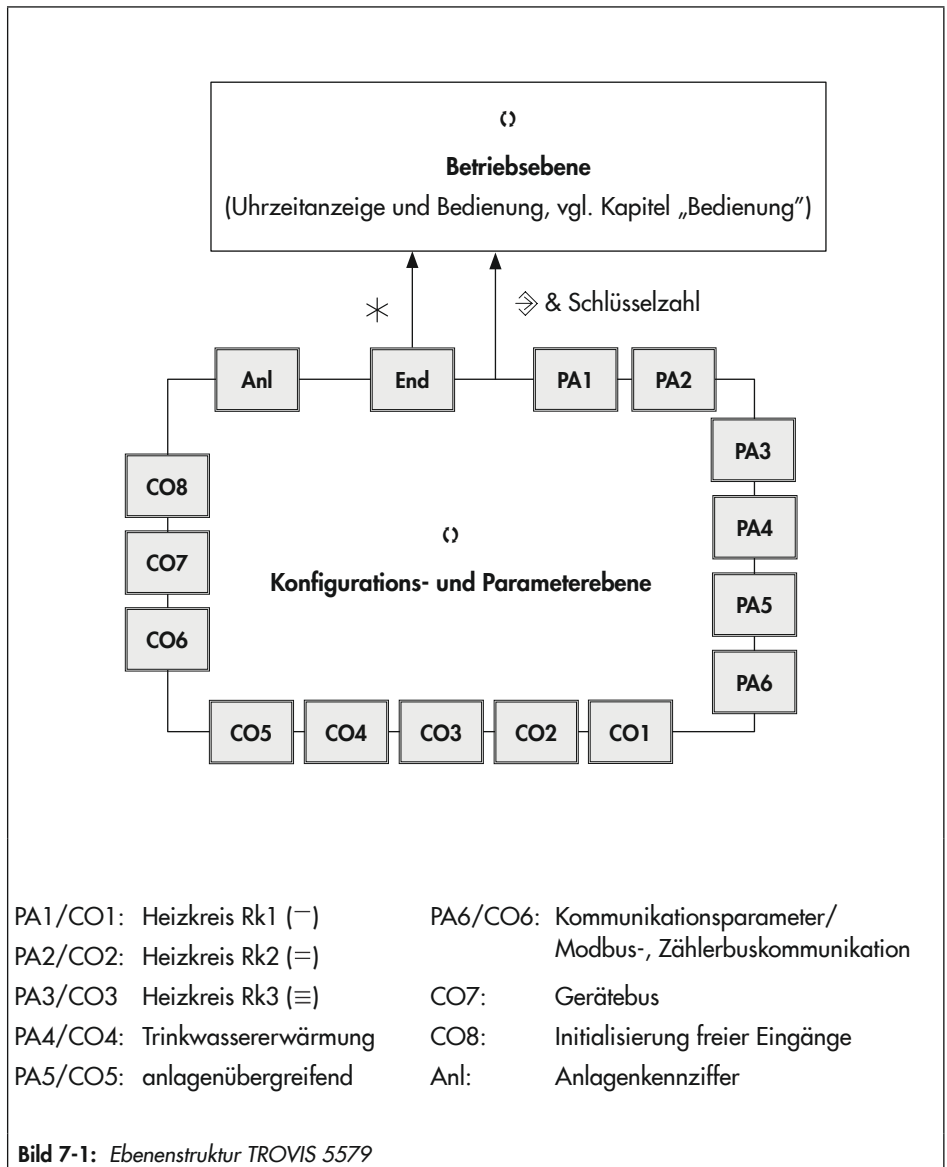 Betriebsebene
(Uhrzeitanzeige und Bedienung, vgl. Kapitel „Bedienung”)
& Schlüsselzahl
Anl
End
PA1
PA2
PA3
PA4
PA5
PA6
CO8
CO7
CO6
Konfigurations- und Parameterebene
CO5
CO4
CO3
CO2
CO1
PA1/CO1: Heizkreis Rk1 (–)
PA2/CO2: Heizkreis Rk2 (=)
PA3/CO3 Heizkreis Rk3 (≡)
PA4/CO4: Trinkwassererwärmung
PA5/CO5: anlagenübergreifend
PA6/CO6: Kommunikationsparameter/
Modbus-, Zählerbuskommunikation
CO7: Gerätebus
CO8: Initialisierung freier Eingänge
Anl: Anlagenkennziffer
Bild 7-1: Ebenenstruktur TROVIS 5579